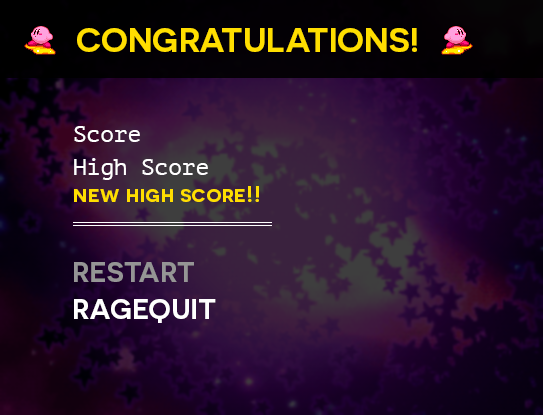 CONGRATULATIONS!
Score
High Score
NEW HIGH SCORE!!
RESTART
RAGEQUIT